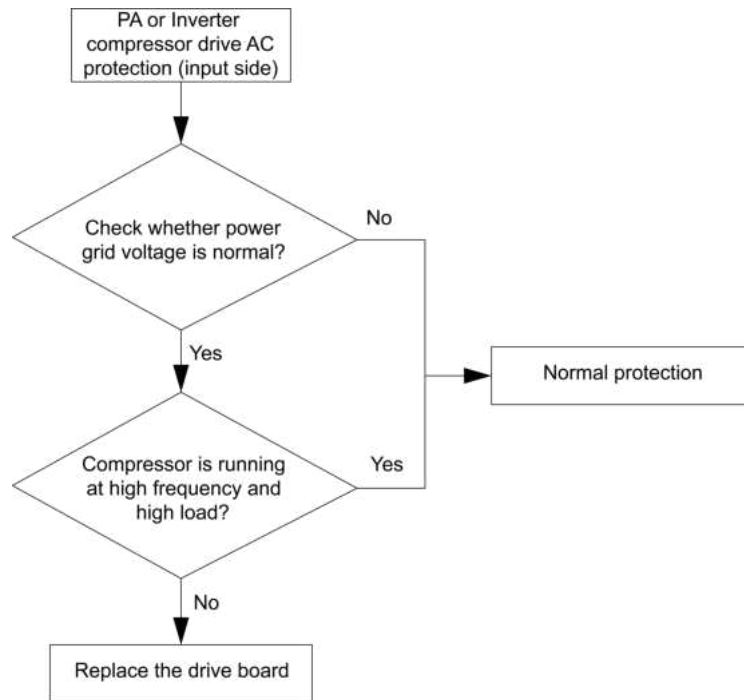 PA or Inverter
compressor drive AC
protection (input side)
Check whether power
grid voltage is normal?
No
Yes
Normal protection
Compressor is running
at high frequency and
high load?
Yes
No
Replace the drive board